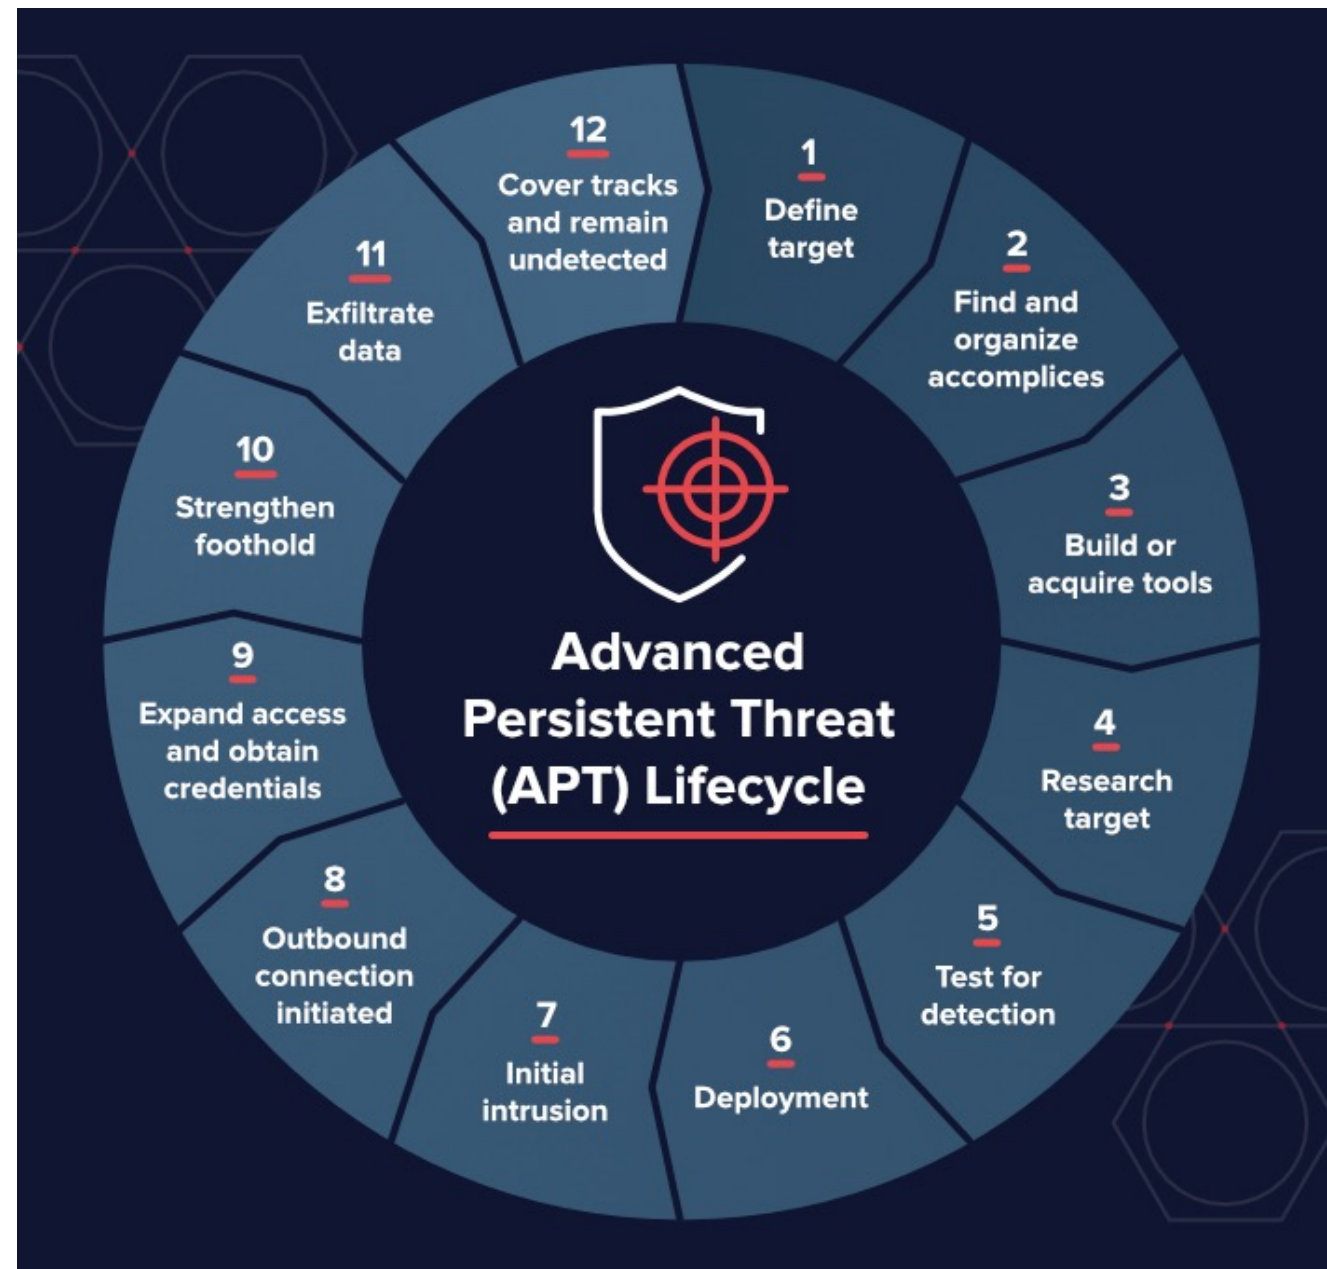 Advanced
Persistent Threat
(APT) Lifecycle
1
Define
target
2
Find and
organize
accomplices
3
Build or
acquire tools
4
Research
target
5
Test for
detection
6
Deployment
7
Initial
intrusion
8
Outbound
connection
initiated
9
Expand access
and obtain
credentials
10
Strengthen
foothold
11
Exfiltrate
data
12
Cover tracks
and remain
undetected